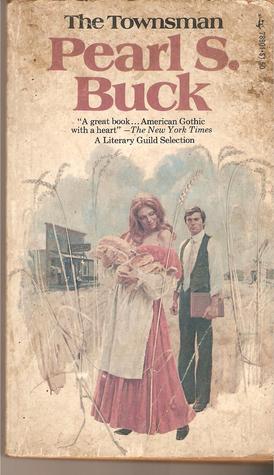 The Townsman
Pearl S.
Buck
“A great book...American Gothic
with a heart” —The New York Times
A Literary Guild Selection